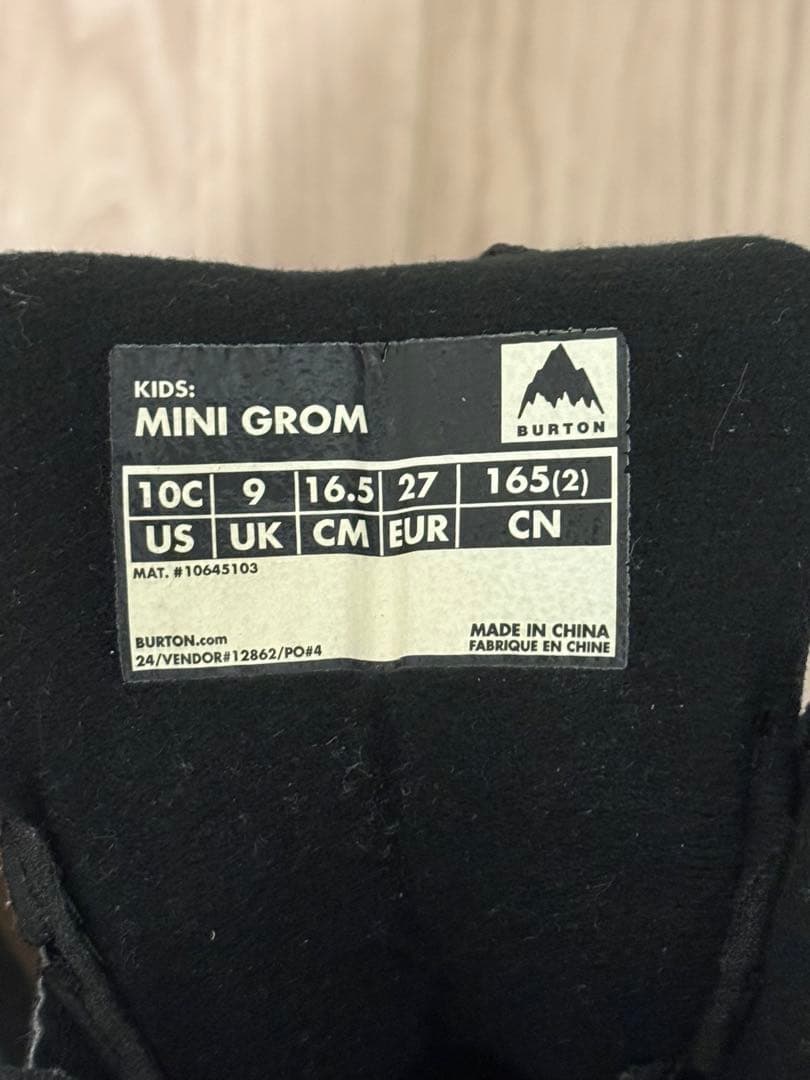 KIDS:
MINI GROM
BURTON
10C 9 16.5 27 165(2)
US UK CM EUR CN
MAT. #10645103
BURTON.com
24/VENDOR#12862/PO#4
MADE IN CHINA
FABRIQUE EN CHINE